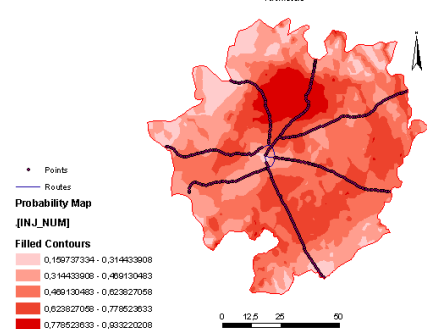 Points
Routes
Probability Map
.[INJ_NUM]
Filled Contours
0,159737334 - 0,314433908
0,314433908 - 0,469130483
0,469130483 - 0,623827058
0,623827058 - 0,778523633
0,778523633 - 0,933220208
0 12,5 25 50